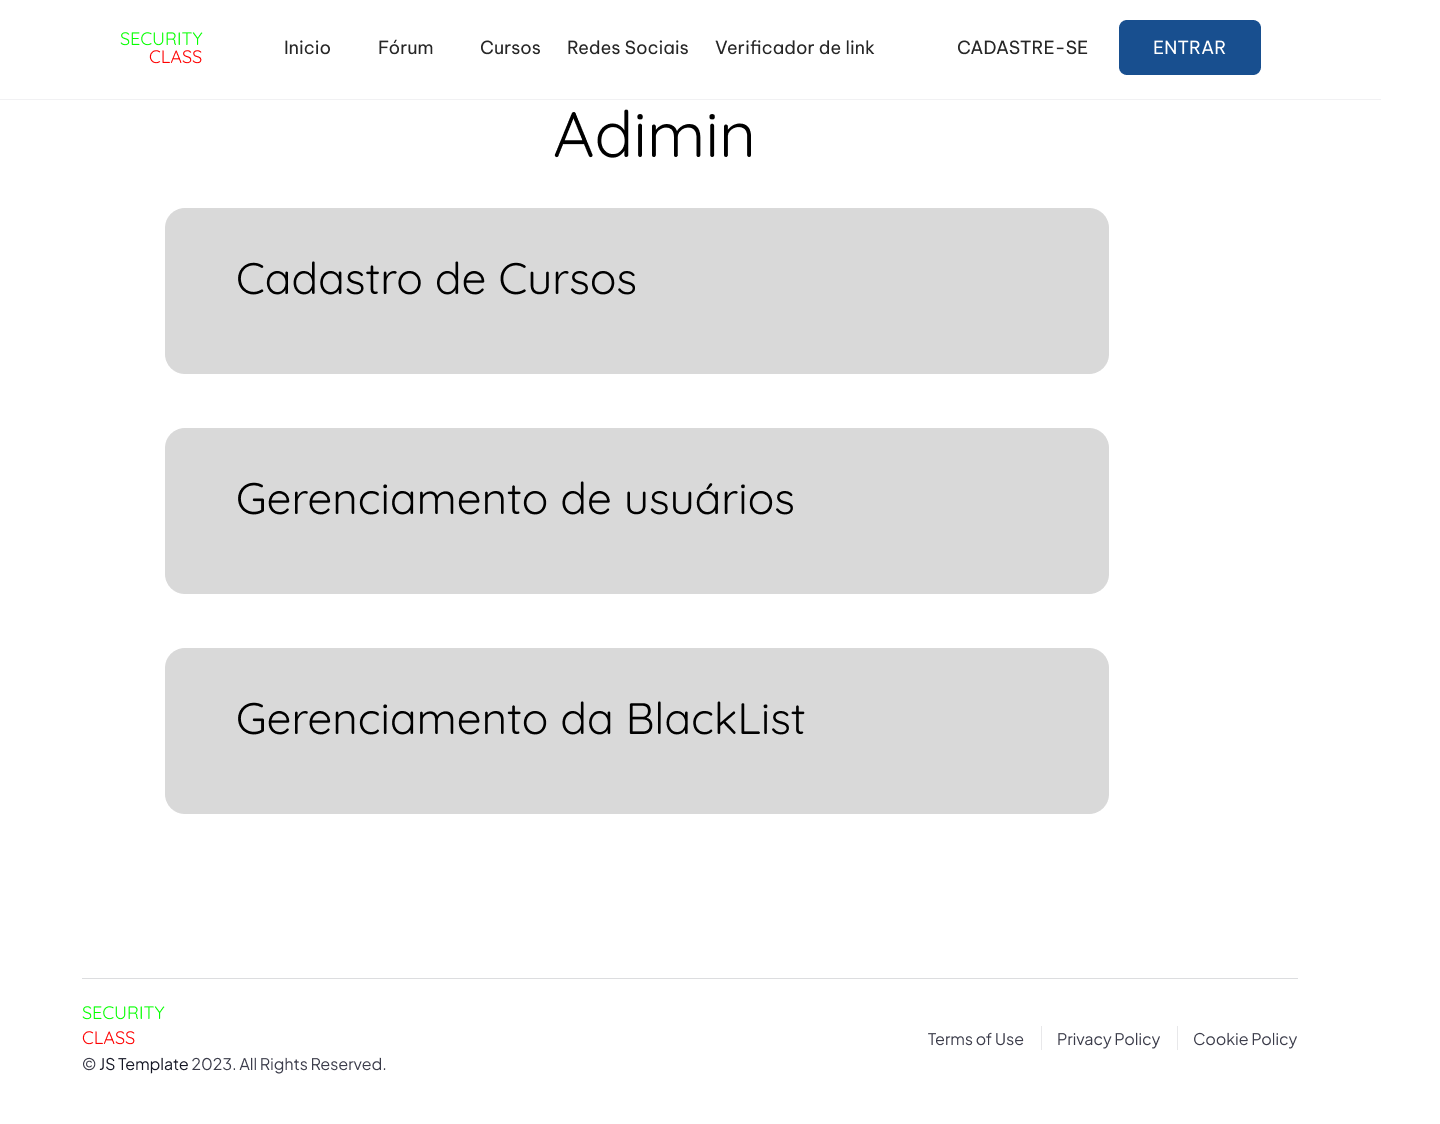 SECURITY
CLASS
Inicio Fórum Cursos Redes Sociais Verificador de link CADASTRE-SE ENTRAR
Adimin
Cadastro de Cursos
Gerenciamento de usuários
Gerenciamento da BlackList
SECURITY
CLASS
© JS Template 2023. All Rights Reserved.
Terms of Use Privacy Policy Cookie Policy